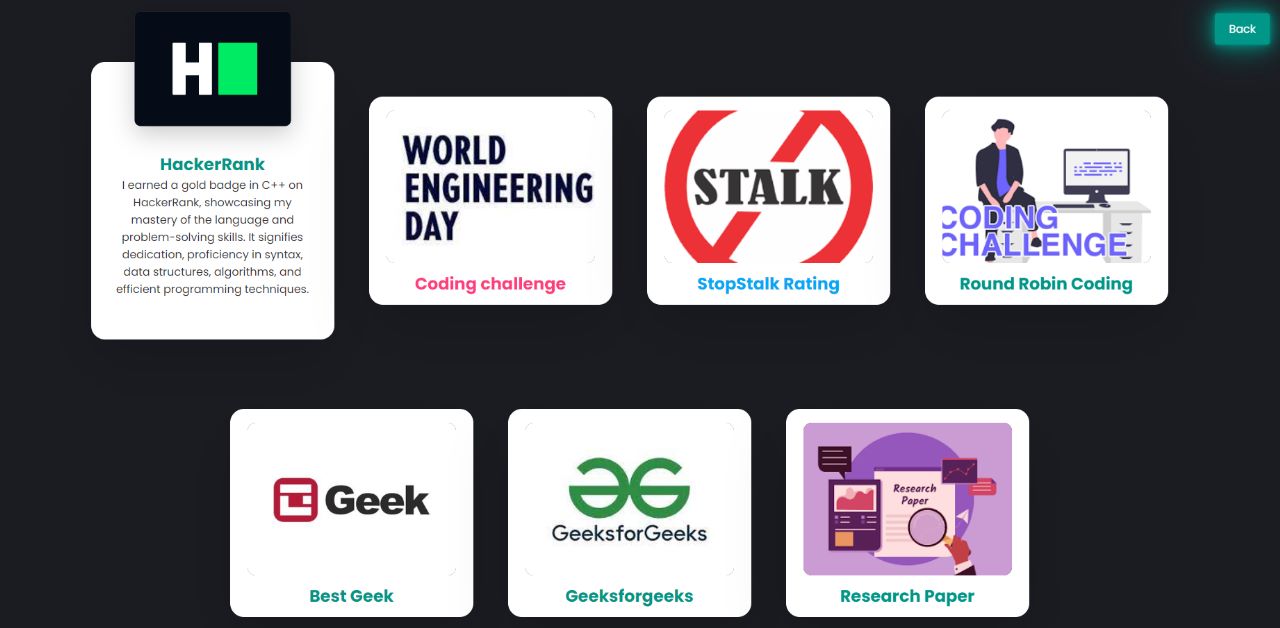 Back
H
HackerRank
I earned a gold badge in C++ on
HackerRank, showcasing my
mastery of the language and
problem-solving skills. It signifies
dedication, proficiency in syntax,
data structures, algorithms, and
efficient programming techniques.
WORLD
ENGINEERING
DAY
Coding challenge
STALK
StopStalk Rating
CODING
CHALLENGE
Round Robin Coding
Geek
Best Geek
GeeksforGeeks
Geeksforgeeks
Research
Paper
Research Paper